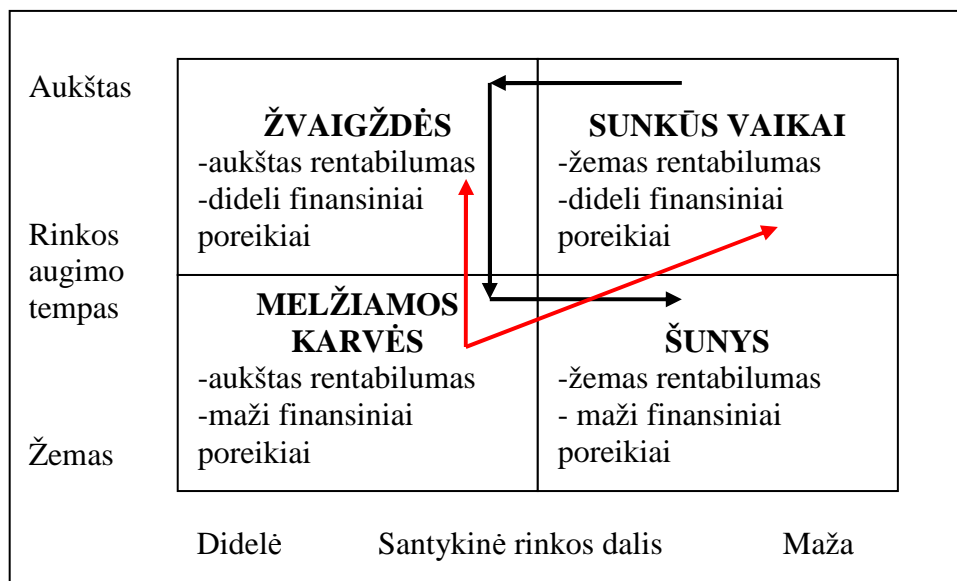 Aukštas
ŽVAIGŽDĖS
-aukštas rentabilumas
-dideli finansiniai
poreikiai
SUNKŪS VAIKAI
-žemas rentabilumas
-dideli finansiniai
poreikiai
Rinkos
augimo
tempas
MELŽIAMOS
KARVĖS
-aukštas rentabilumas
-maži finansiniai
poreikiai
ŠUNYS
-žemas rentabilumas
- maži finansiniai
poreikiai
Žemas
Didelė
Santykinė rinkos dalis
Maža